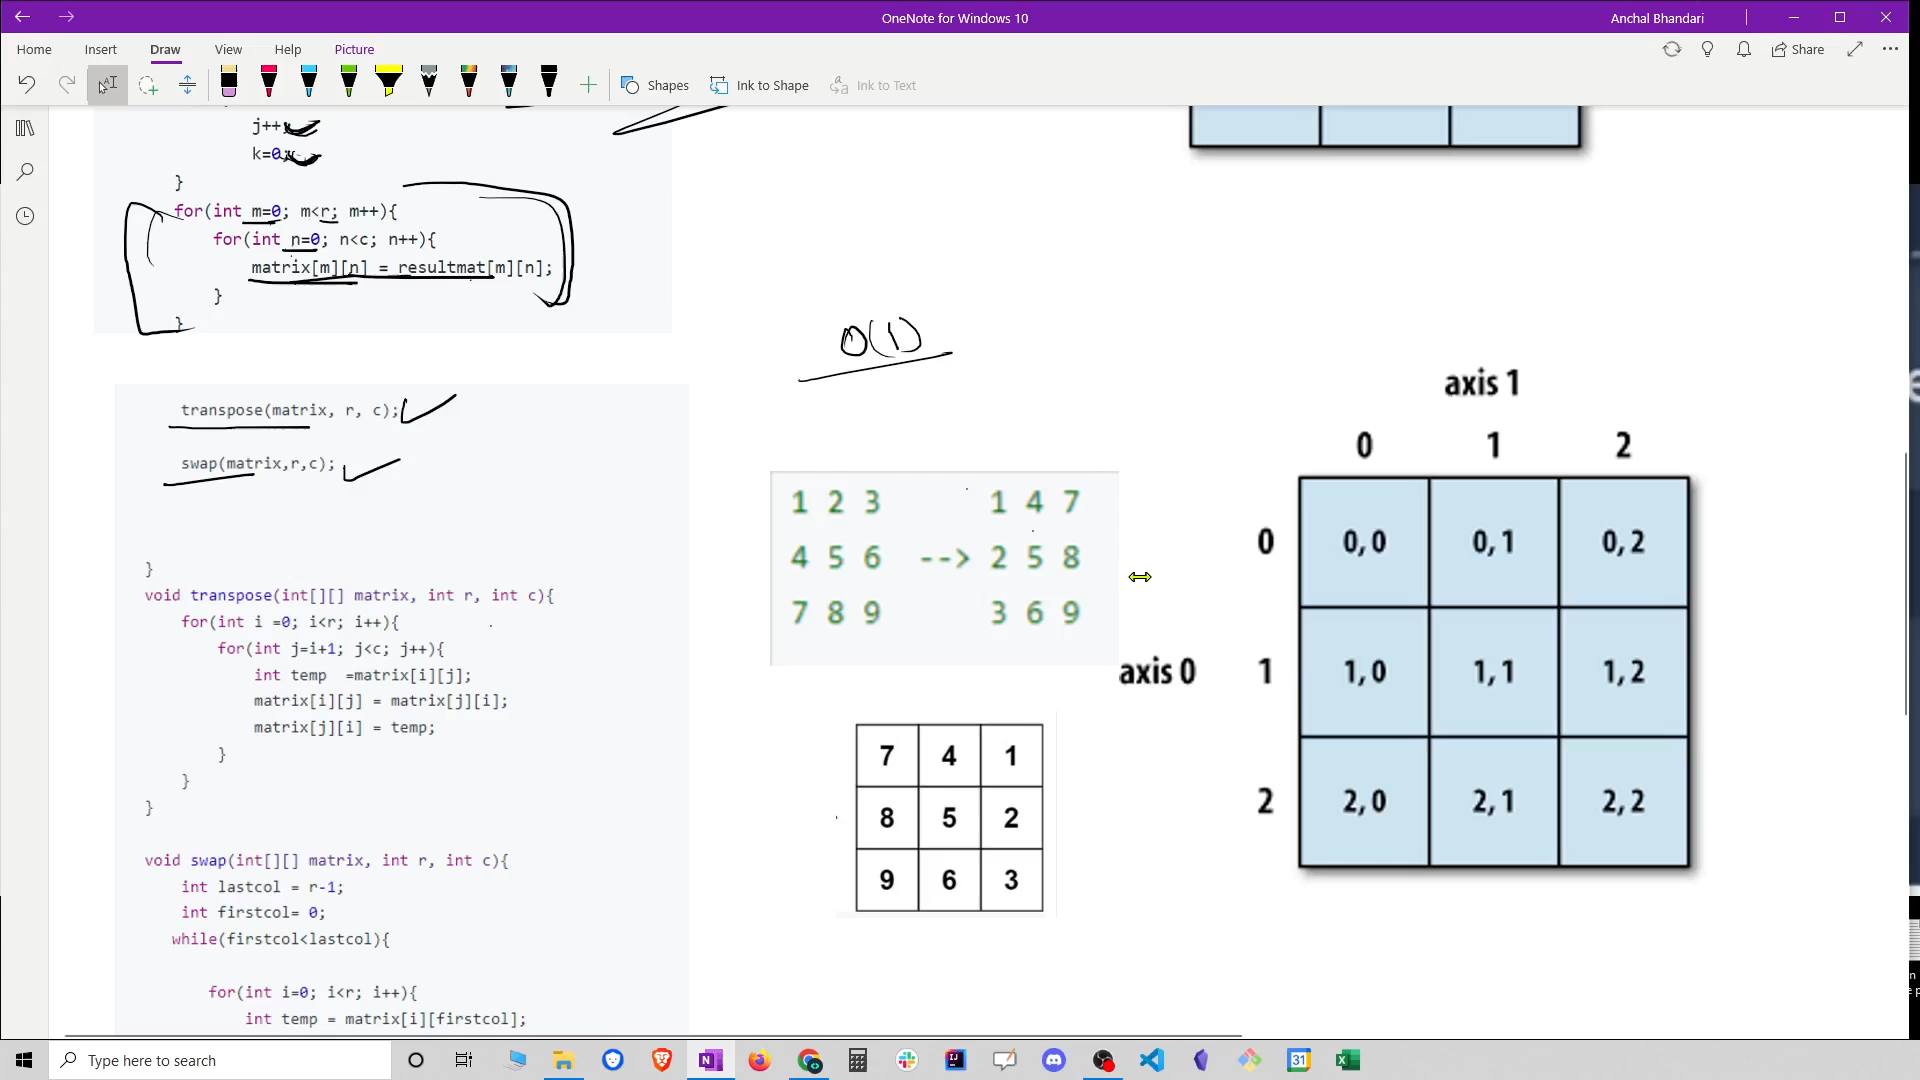 OneNote for Windows 10
Anchal Bhandari
Home Insert Draw View Help Picture
Share
Shapes Ink to Shape Ink to Text
j++;
k=0;
}
for(int m=0; m<r; m++){
for(int n=0; n<c; n++){
matrix[m][n] = resultmat[m][n];
}
}
O(1)
transpose(matrix, r, c);
swap(matrix,r,c);
}
void transpose(int[][] matrix, int r, int c){
for(int i =0; i<r; i++){
for(int j=i+1; j<c; j++){
int temp =matrix[i][j];
matrix[i][j] = matrix[j][i];
matrix[j][i] = temp;
}
}
}
void swap(int[][] matrix, int r, int c){
int lastcol = r-1;
int firstcol= 0;
while(firstcol<lastcol){
for(int i=0; i<r; i++){
int temp = matrix[i][firstcol];
1 2 3 1 4 7
4 5 6 --> 2 5 8
7 8 9 3 6 9
7 4 1
8 5 2
9 6 3
axis 1
0 1 2
0 0, 0 0, 1 0, 2
axis 0 1 1, 0 1, 1 1, 2
2 2, 0 2, 1 2, 2
Type here to search
31